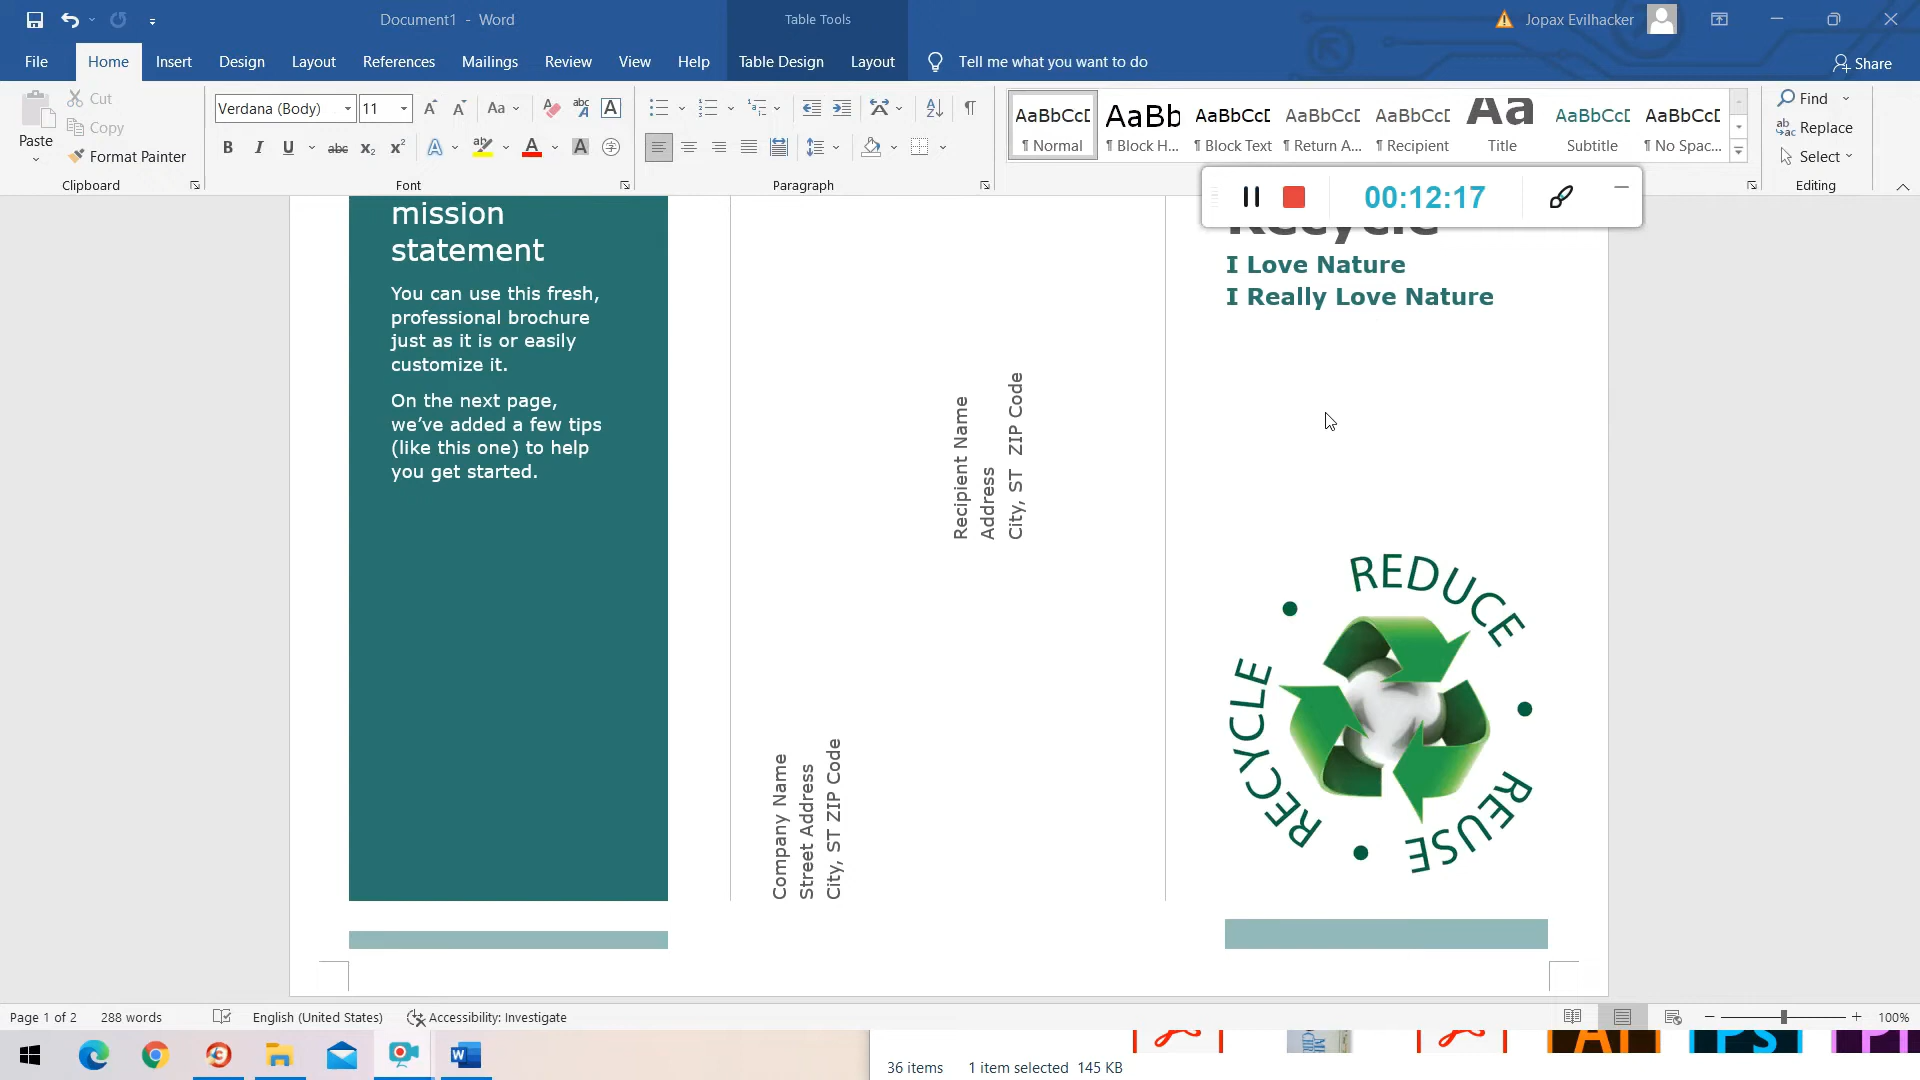 Document1 - Word
Table Tools
Jopax Evilhacker
File
Home
Insert
Design
Layout
References
Mailings
Review
View
Help
Table Design
Layout
Tell me what you want to do
Share
Paste
Cut
Copy
Format Painter
Clipboard
Verdana (Body)
11
Font
Paragraph
AaBbCcD
¶ Normal
AaBb
¶ Block H...
AaBbCcD
¶ Block Text
AaBbCcD
¶ Return A...
AaBbCcD
¶ Recipient
Aa
Title
AaBbCcD
Subtitle
AaBbCcD
¶ No Spac...
Find
Replace
Select
Editing
00:12:17
mission
statement
You can use this fresh,
professional brochure
just as it is or easily
customize it.
On the next page,
we’ve added a few tips
(like this one) to help
you get started.
Recipient Name
Address
City, ST ZIP Code
Company Name
Street Address
City, ST ZIP Code
Recycle
I Love Nature
I Really Love Nature
REDUCE
REUSE
RECYCLE
Page 1 of 2
288 words
English (United States)
Accessibility: Investigate
100%
36 items
1 item selected 145 KB